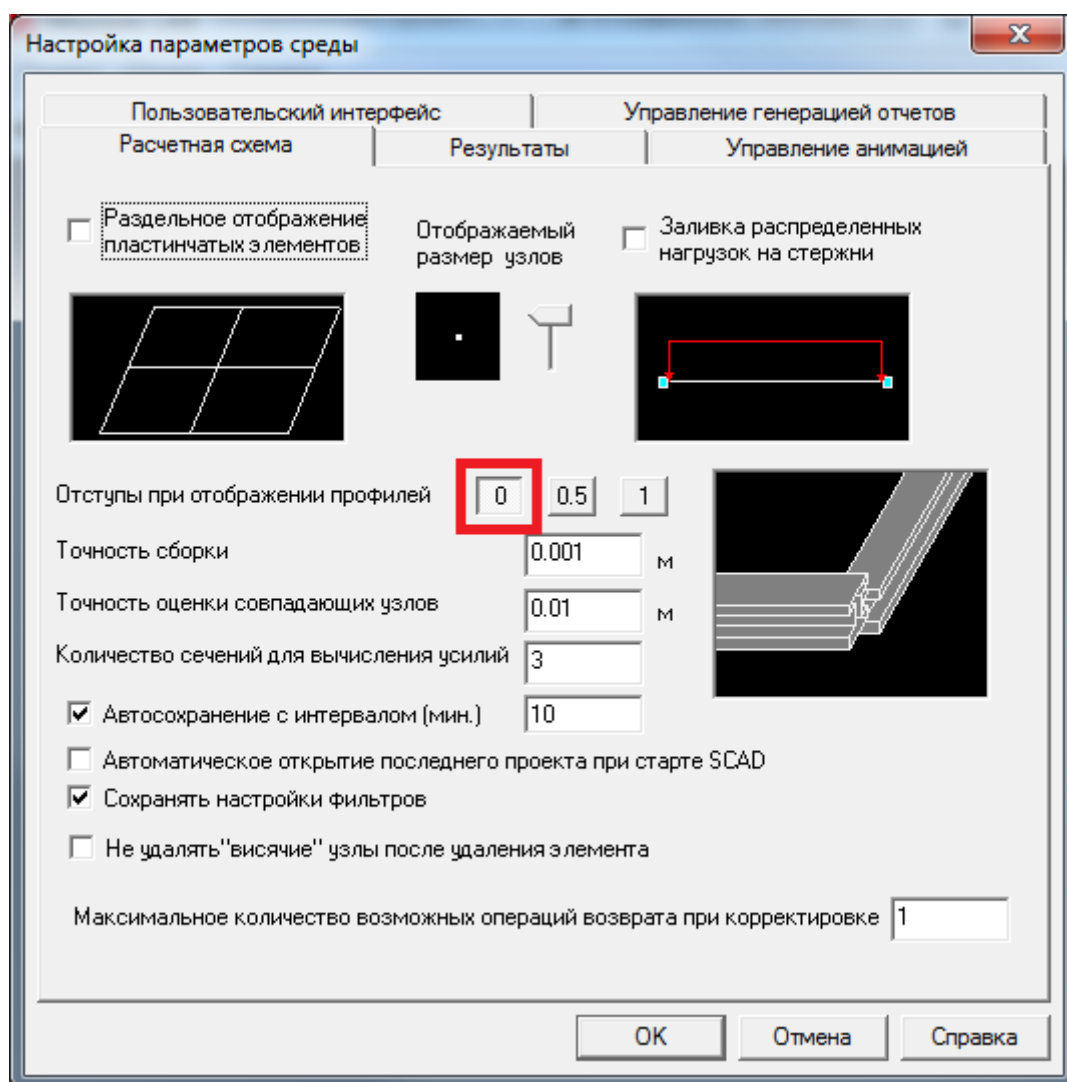 Настройка параметров среды
Пользовательский интерфейс
Управление генерацией отчетов
Расчетная схема
Результаты
Управление анимацией
Раздельное отображение
пластинчатых элементов
Отображаемый
размер узлов
Заливка распределенных
нагрузок на стержни
Отступы при отображении профилей 0 0.5 1
Точность сборки 0.001 м
Точность оценки совпадающих узлов 0.01 м
Количество сечений для вычисления усилий 3
Автосохранение с интервалом (мин.) 10
Автоматическое открытие последнего проекта при старте SCAD
Сохранять настройки фильтров
Не удалять"висячие" узлы после удаления элемента
Максимальное количество возможных операций возврата при корректировке 1
OK Отмена Справка